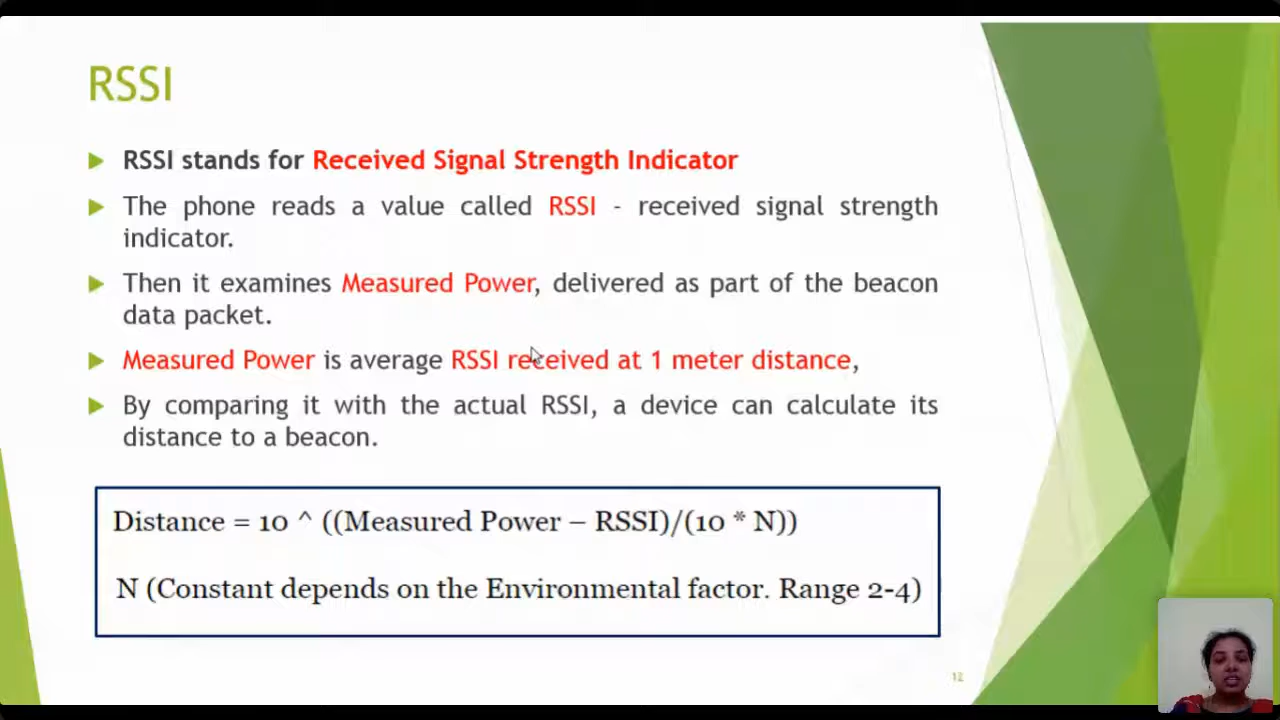 RSSI
RSSI stands for Received Signal Strength Indicator
The phone reads a value called RSSI - received signal strength
indicator.
Then it examines Measured Power, delivered as part of the beacon
data packet.
Measured Power is average RSSI received at 1 meter distance,
By comparing it with the actual RSSI, a device can calculate its
distance to a beacon.
Distance = 10 ^ ((Measured Power – RSSI)/(10 * N))
N (Constant depends on the Environmental factor. Range 2-4)
12